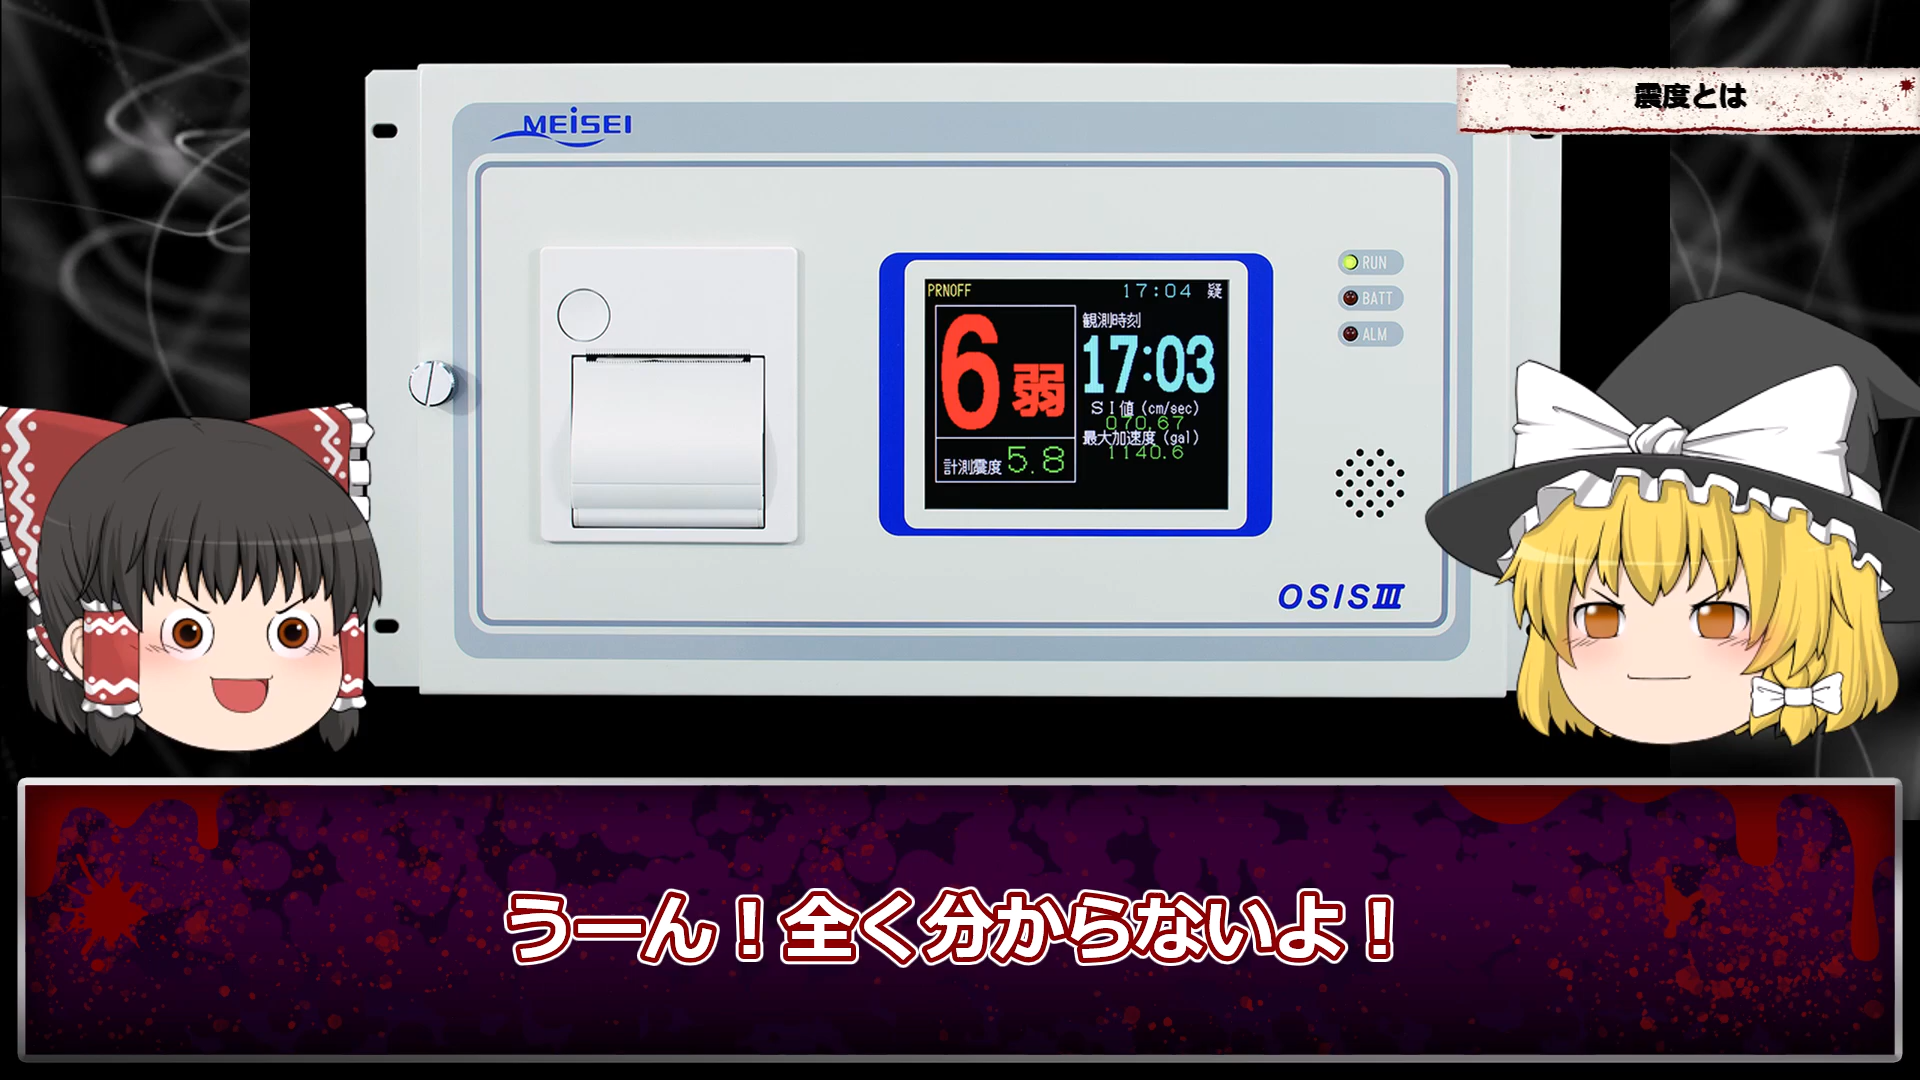 震度とは
MEISEI
RUN
BATT
ALM
PRNOFF
17:04 疑
6弱
観測時刻
17:03
SI値(cm/sec)
070.67
最大加速度(gal)
1140.6
計測震度 5.8
OSISⅢ
うーん！全く分からないよ！